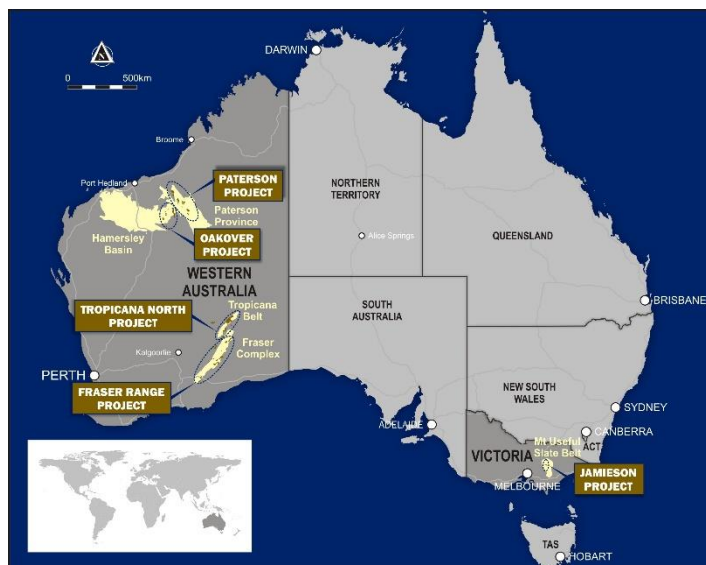 DARWIN
0 500km
Broome
Port Hedland
PATERSON
PROJECT
NORTHERN
TERRITORY
Paterson
Province
Hamersley
Basin
OAKOVER
PROJECT
Alice Springs
QUEENSLAND
WESTERN
AUSTRALIA
TROPICANA NORTH
PROJECT
Tropicana
Belt
SOUTH
AUSTRALIA
BRISBANE
Kalgoorlie
Fraser
Complex
PERTH
FRASER RANGE
PROJECT
NEW SOUTH
WALES
SYDNEY
ADELAIDE
CANBERRA
ACT
Mt Useful
Slate Belt
VICTORIA
MELBOURNE
JAMIESON
PROJECT
TAS
HOBART